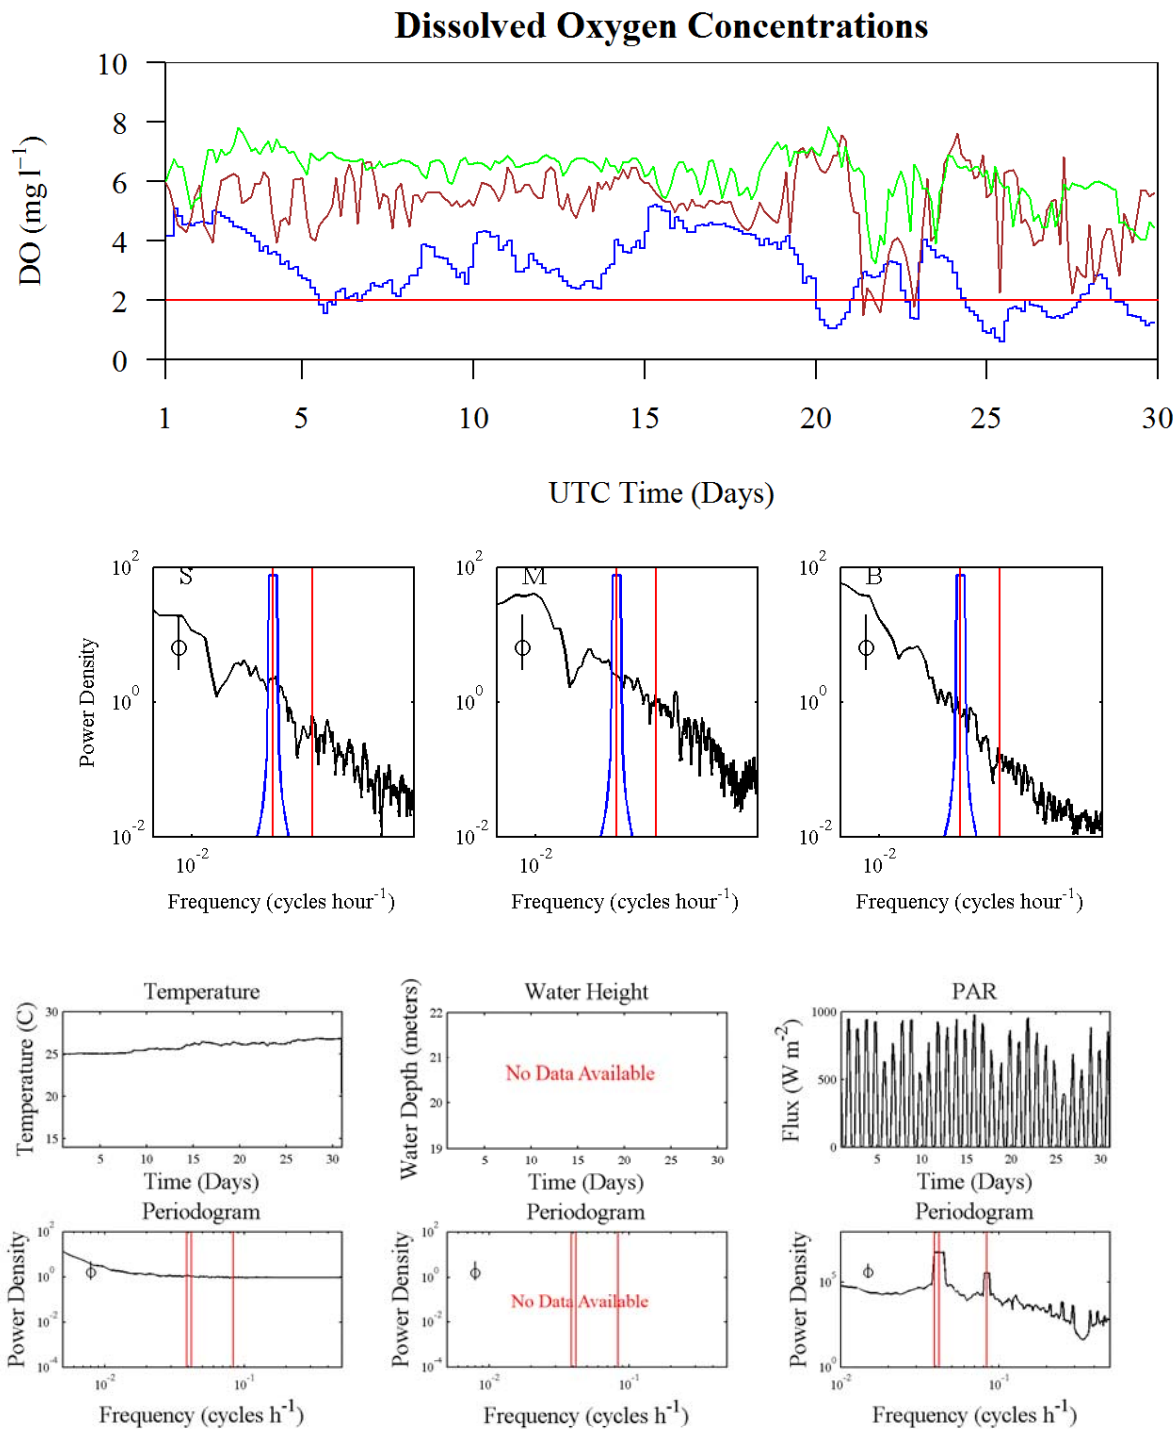 Dissolved Oxygen Concentrations
DO (mg l⁻¹)
10
8
6
4
2
0
1 5 10 15 20 25 30
UTC Time (Days)
S M B
Power Density
10² 10⁰ 10⁻²
10² 10⁰ 10⁻²
10² 10⁰ 10⁻²
10⁻² 10⁻² 10⁻²
Frequency (cycles hour⁻¹) Frequency (cycles hour⁻¹) Frequency (cycles hour⁻¹)
Temperature Water Height PAR
Temperature (C)
30
25
20
15
5 10 15 20 25 30
Time (Days)
Water Depth (meters)
22
21
20
19
No Data Available
5 10 15 20 25 30
Time (Days)
Flux (W m⁻²)
1000
500
0
5 10 15 20 25 30
Time (Days)
Periodogram Periodogram Periodogram
Power Density
10²
10⁰
10⁻²
10⁻⁴
10⁻² 10⁻¹
Frequency (cycles h⁻¹)
Power Density
10²
10⁰
10⁻²
10⁻⁴
No Data Available
10⁻² 10⁻¹
Frequency (cycles h⁻¹)
Power Density
10⁵
10⁰
10⁻² 10⁻¹
Frequency (cycles h⁻¹)